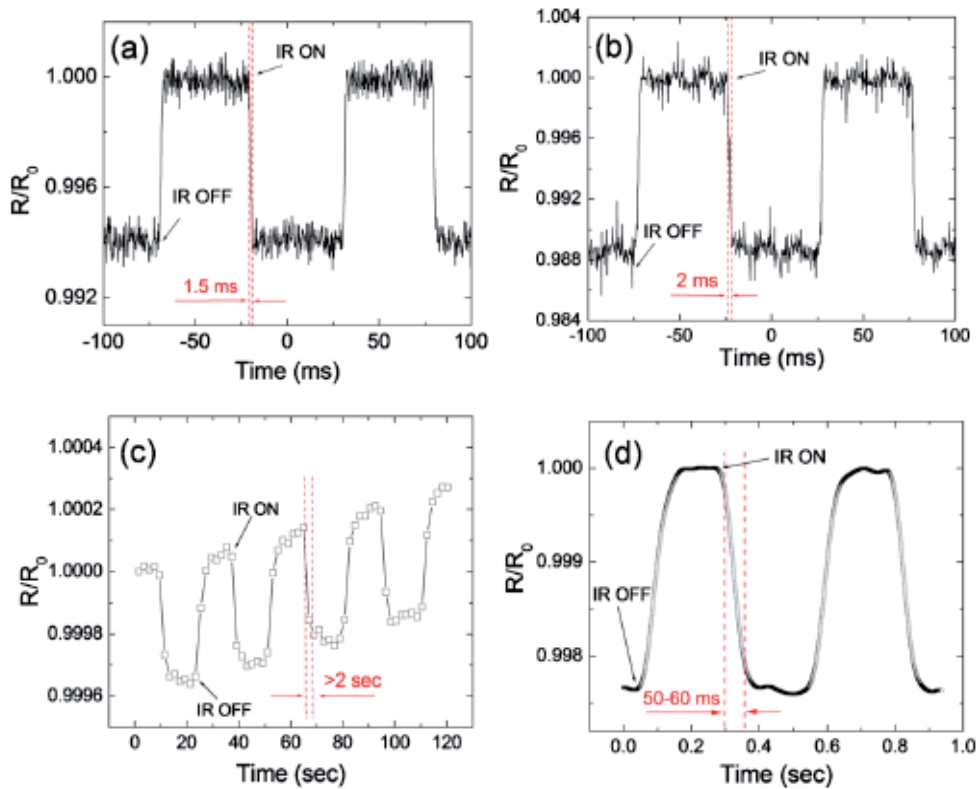 (a)
1.000
0.996
0.992
R/R0
IR ON
IR OFF
1.5 ms
-100 -50 0 50 100
Time (ms)
(b)
1.004
1.000
0.996
0.992
0.988
0.984
R/R0
IR ON
IR OFF
2 ms
-100 -50 0 50 100
Time (ms)
(c)
1.0004
1.0002
1.0000
0.9998
0.9996
R/R0
IR ON
IR OFF
>2 sec
0 20 40 60 80 100 120
Time (sec)
(d)
1.000
0.999
0.998
R/R0
IR ON
IR OFF
50-60 ms
0.0 0.2 0.4 0.6 0.8 1.0
Time (sec)